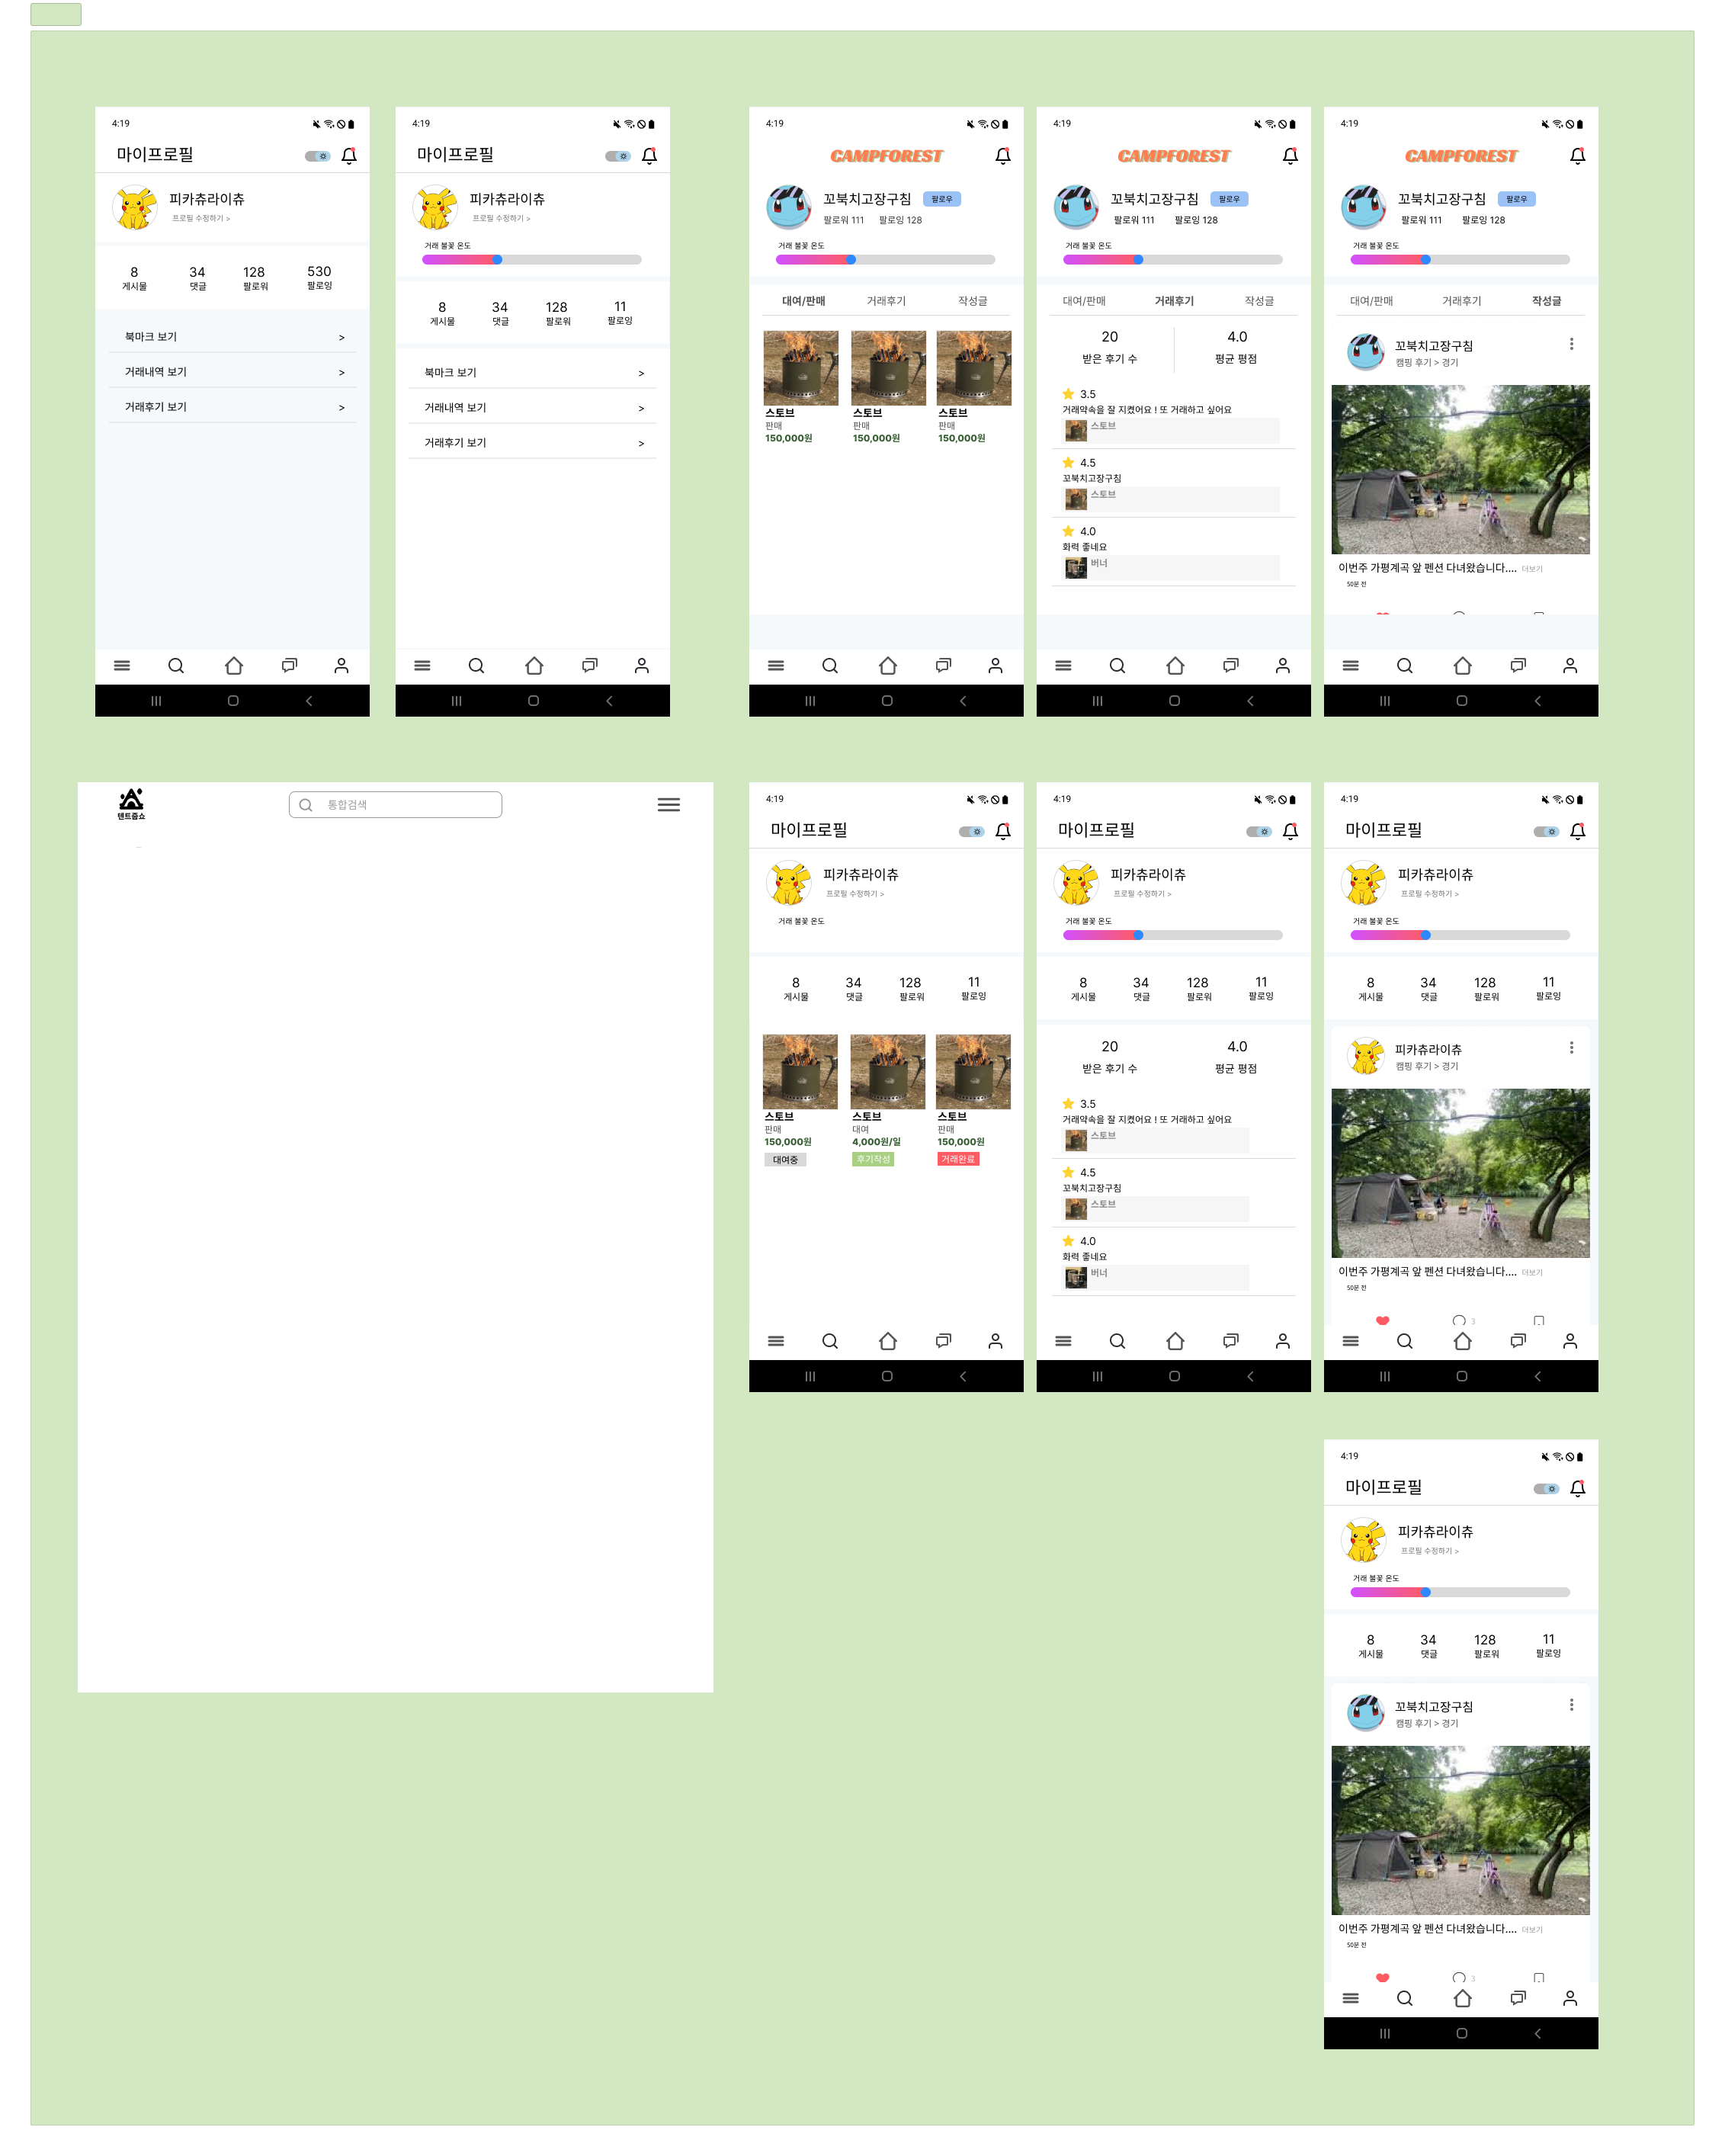 4:19
마이프로필
피카츄라이츄
프로필 수정하기 >
8 34 128 530
게시물 댓글 팔로워 팔로잉
북마크 보기 >
거래내역 보기 >
거래후기 보기 >
4:19
마이프로필
피카츄라이츄
프로필 수정하기 >
거래 불꽃 온도
8 34 128 11
게시물 댓글 팔로워 팔로잉
북마크 보기 >
거래내역 보기 >
거래후기 보기 >
4:19
CAMPFOREST
꼬북치고장구침 팔로우
팔로워 111 팔로잉 128
거래 불꽃 온도
대여/판매 거래후기 작성글
스토브 스토브 스토브
판매 판매 판매
150,000원 150,000원 150,000원
4:19
CAMPFOREST
꼬북치고장구침 팔로우
팔로워 111 팔로잉 128
거래 불꽃 온도
대여/판매 거래후기 작성글
20 4.0
받은 후기 수 평균 평점
3.5
거래약속을 잘 지켰어요 ! 또 거래하고 싶어요
스토브
4.5
꼬북치고장구침
스토브
4.0
화력 좋네요
버너
4:19
CAMPFOREST
꼬북치고장구침 팔로우
팔로워 111 팔로잉 128
거래 불꽃 온도
대여/판매 거래후기 작성글
꼬북치고장구침
캠핑 후기 > 경기
이번주 가평계곡 앞 펜션 다녀왔습니다.... 더보기
50분 전
텐트줍쇼
통합검색
4:19
마이프로필
피카츄라이츄
프로필 수정하기 >
거래 불꽃 온도
8 34 128 11
게시물 댓글 팔로워 팔로잉
스토브 스토브 스토브
판매 대여 판매
150,000원 4,000원/일 150,000원
대여중 후기작성 거래완료
4:19
마이프로필
피카츄라이츄
프로필 수정하기 >
거래 불꽃 온도
8 34 128 11
게시물 댓글 팔로워 팔로잉
20 4.0
받은 후기 수 평균 평점
3.5
거래약속을 잘 지켰어요 ! 또 거래하고 싶어요
스토브
4.5
꼬북치고장구침
스토브
4.0
화력 좋네요
버너
4:19
마이프로필
피카츄라이츄
프로필 수정하기 >
거래 불꽃 온도
8 34 128 11
게시물 댓글 팔로워 팔로잉
피카츄라이츄
캠핑 후기 > 경기
이번주 가평계곡 앞 펜션 다녀왔습니다.... 더보기
50분 전
3
4:19
마이프로필
피카츄라이츄
프로필 수정하기 >
거래 불꽃 온도
8 34 128 11
게시물 댓글 팔로워 팔로잉
꼬북치고장구침
캠핑 후기 > 경기
이번주 가평계곡 앞 펜션 다녀왔습니다.... 더보기
50분 전
3